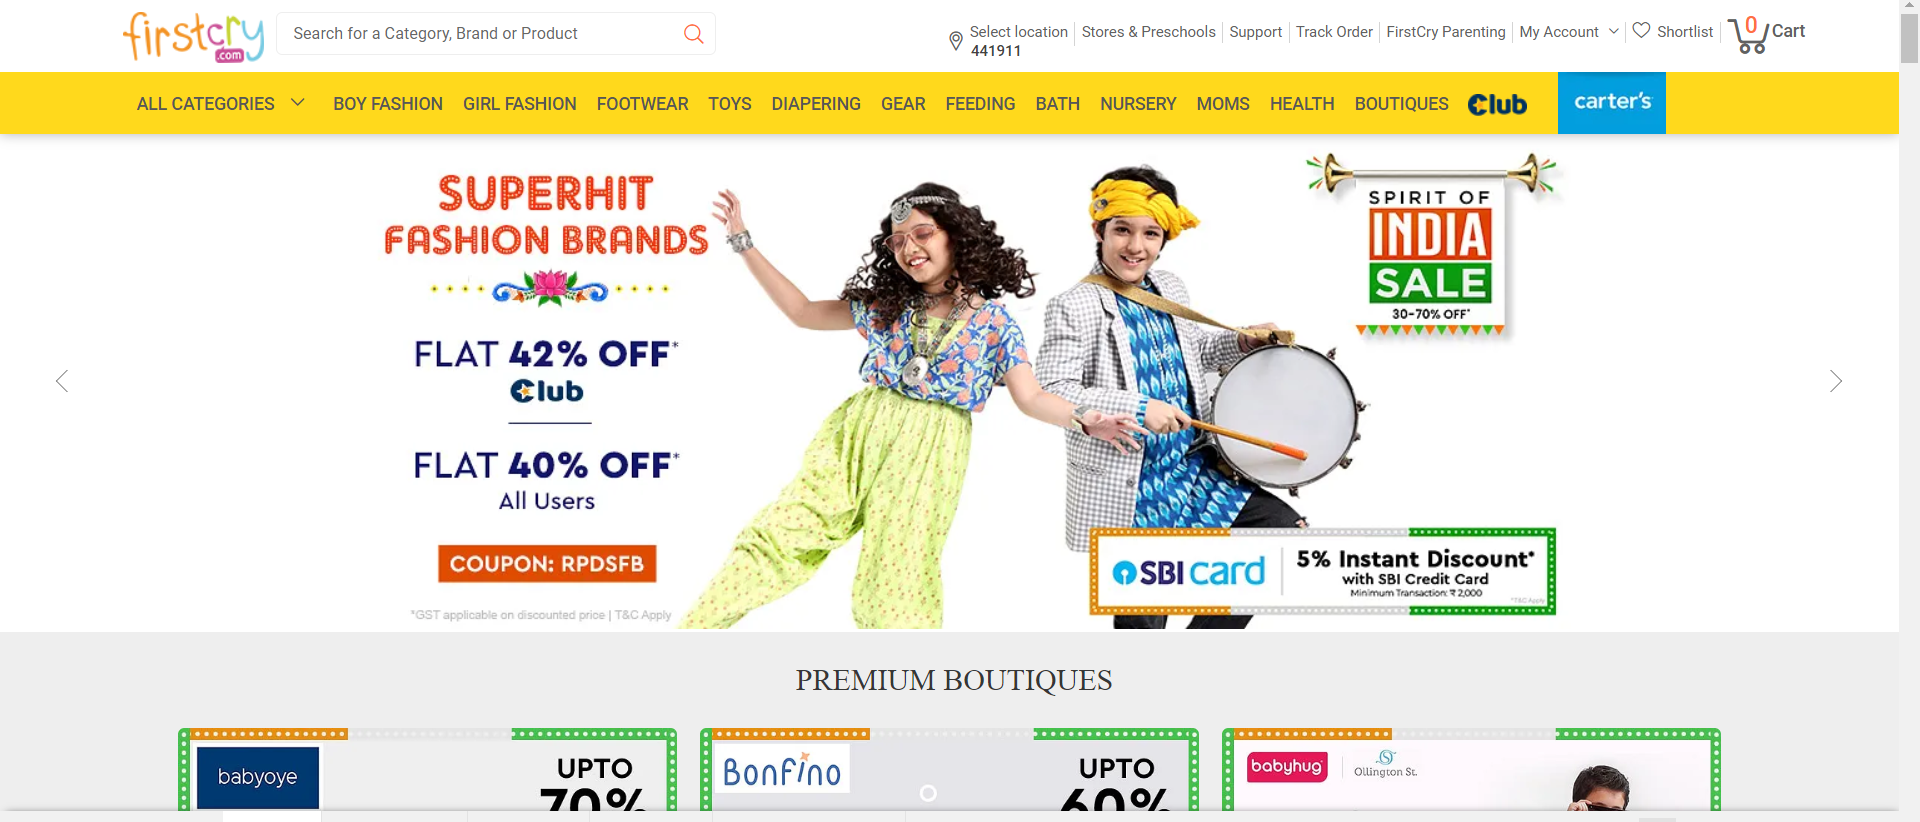 firstcry
.com
Search for a Category, Brand or Product
Select location
441911
Stores & Preschools
Support
Track Order
FirstCry Parenting
My Account
Shortlist
0
Cart
ALL CATEGORIES
BOY FASHION
GIRL FASHION
FOOTWEAR
TOYS
DIAPERING
GEAR
FEEDING
BATH
NURSERY
MOMS
HEALTH
BOUTIQUES
Club
carter's
SUPERHIT
FASHION BRANDS
FLAT 42% OFF*
Club
FLAT 40% OFF*
All Users
COUPON: RPDSFB
*GST applicable on discounted price | T&C Apply
SPIRIT OF
INDIA
SALE
30-70% OFF*
SBI card
5% Instant Discount*
with SBI Credit Card
Minimum Transaction: ₹ 2,000
*T&C Apply
PREMIUM BOUTIQUES
babyoye
UPTO
70%
Bonfino
UPTO
60%
babyhug
Ollington St.